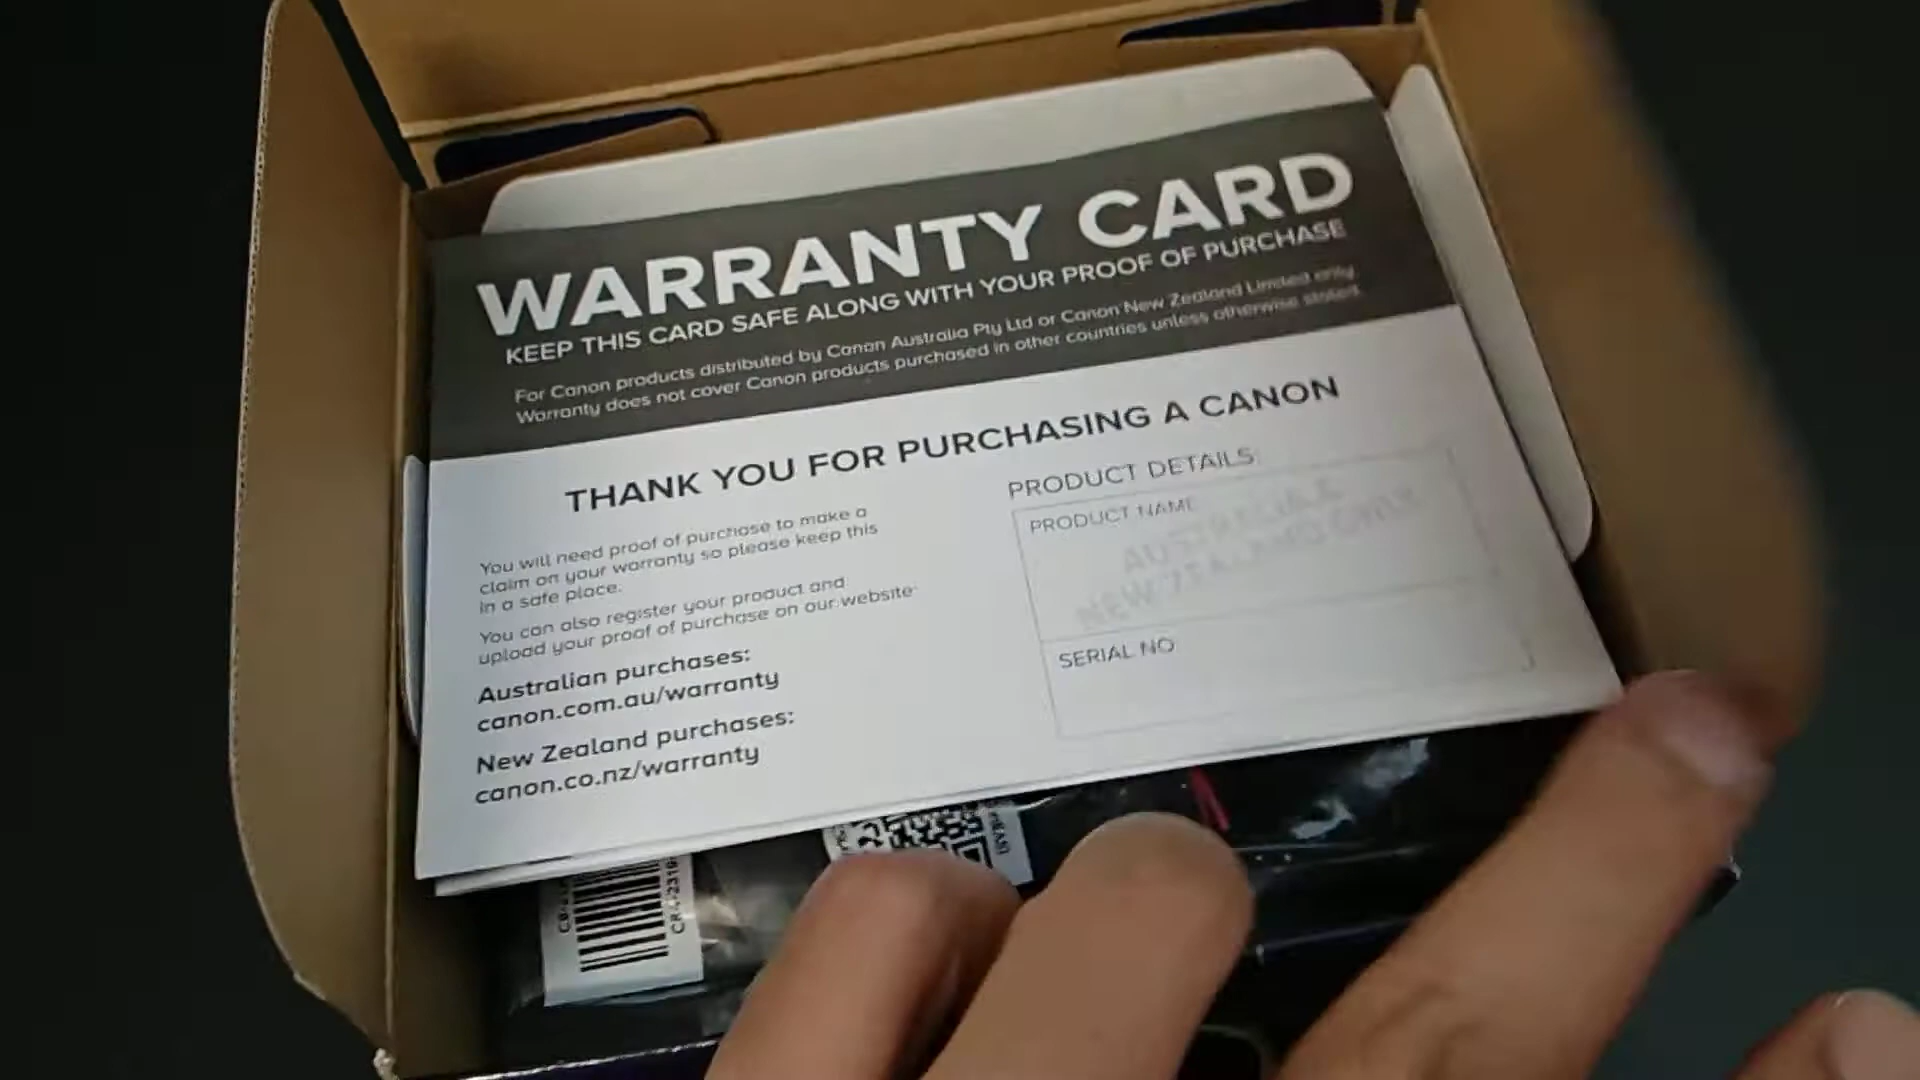 WARRANTY CARD
KEEP THIS CARD SAFE ALONG WITH YOUR PROOF OF PURCHASE
For Canon products distributed by Canon Australia Pty Ltd or Canon New Zealand Limited only.
Warranty does not cover Canon products purchased in other countries unless otherwise stated.
THANK YOU FOR PURCHASING A CANON
You will need proof of purchase to make a
claim on your warranty so please keep this
in a safe place.
You can also register your product and
upload your proof of purchase on our website
Australian purchases:
canon.com.au/warranty
New Zealand purchases:
canon.co.nz/warranty
PRODUCT DETAILS
PRODUCT NAME
AUSTRALIA &
NEW ZEALAND ONLY
SERIAL NO